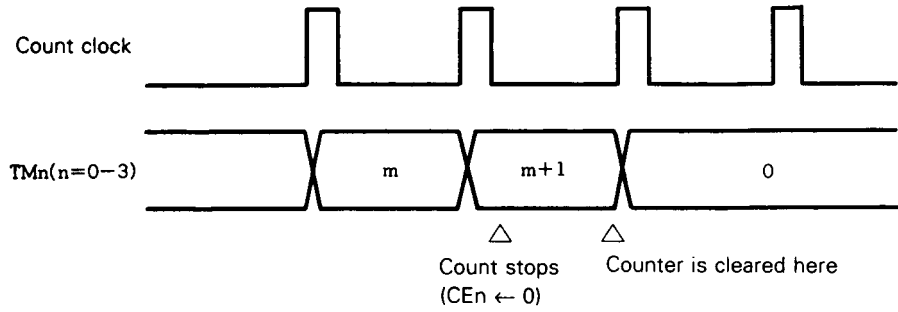 Count clock
TMn(n=0-3)
m
m+1
0
Count stops
(CEn ← 0)
Counter is cleared here